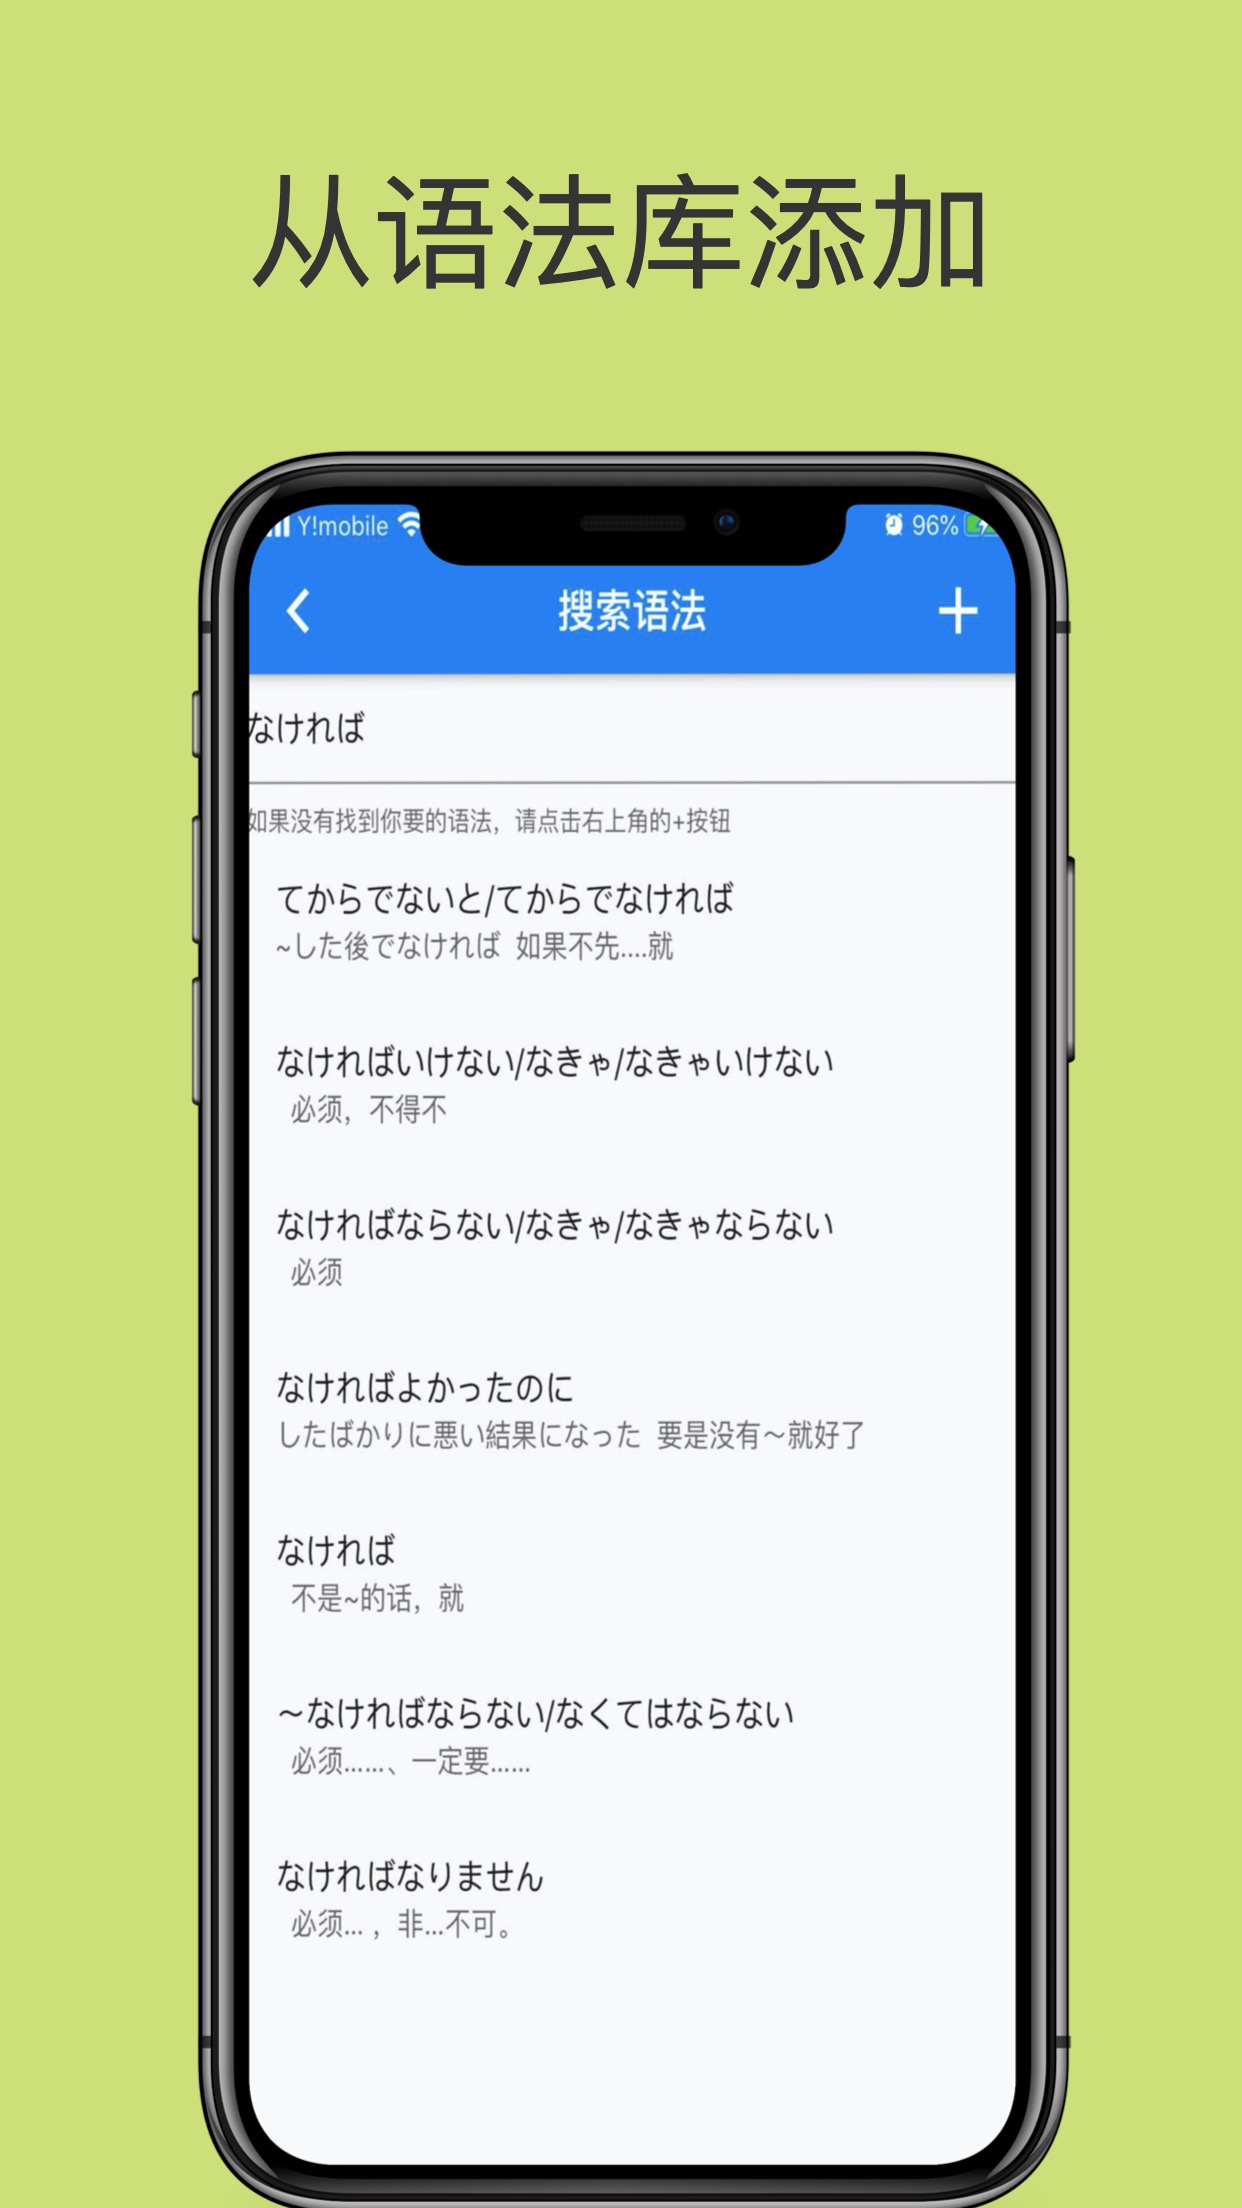 从语法库添加
Y!mobile 96%
搜索语法
なければ
如果没有找到你要的语法，请点击右上角的+按钮
てからでないと/てからでなければ
~した後でなければ 如果不先....就
なければいけない/なきゃ/なきゃいけない
必须，不得不
なければならない/なきゃ/なきゃならない
必须
なければよかったのに
したばかりに悪い結果になった 要是没有～就好了
なければ
不是~的话，就
～なければならない/なくてはならない
必须......、一定要......
なければなりません
必须... ，非...不可。